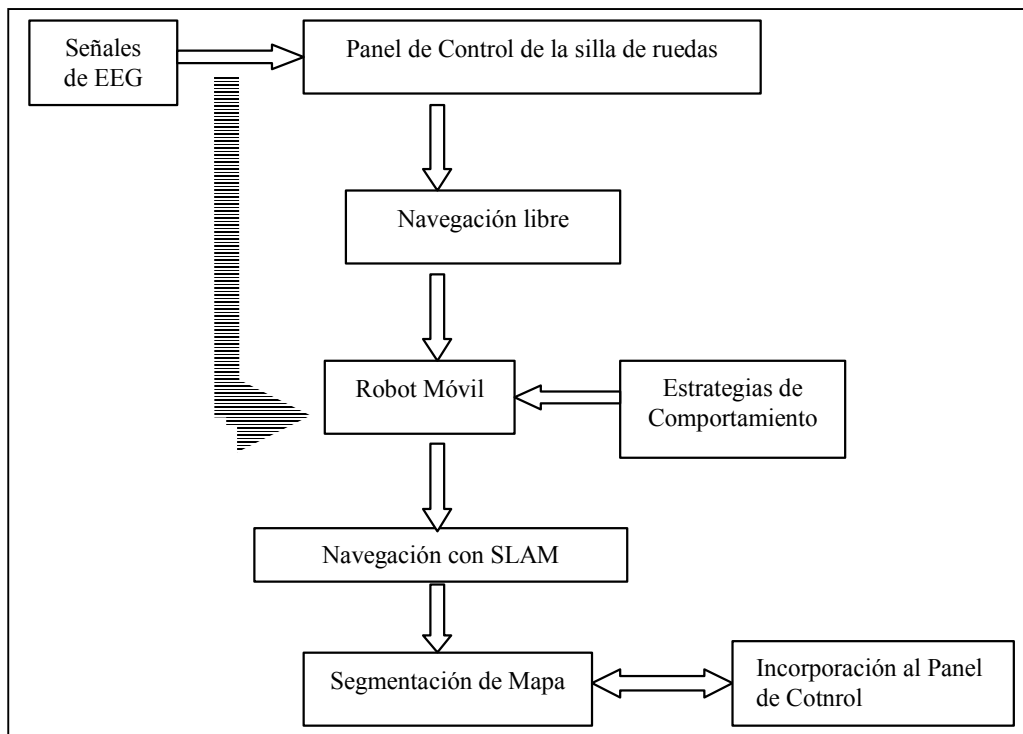 Señales
de EEG
Panel de Control de la silla de ruedas
Navegación libre
Robot Móvil
Estrategias de
Comportamiento
Navegación con SLAM
Segmentación de Mapa
Incorporación al Panel
de Cotnrol